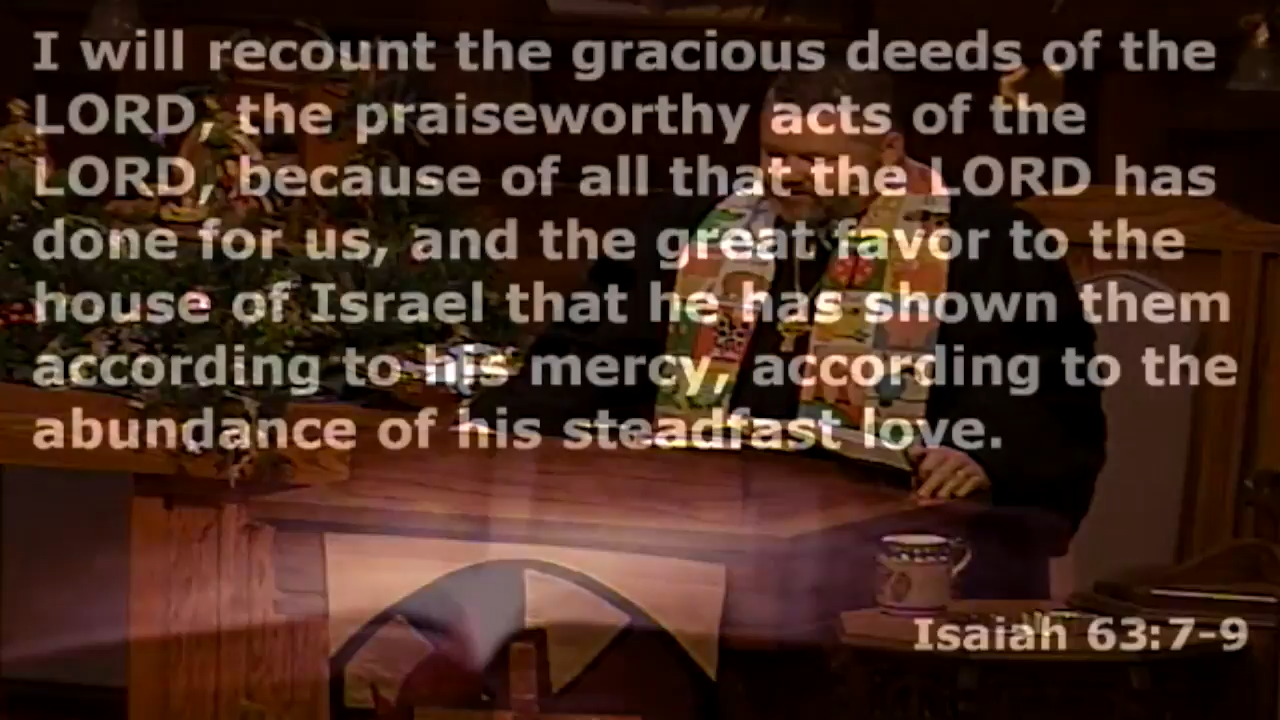 I will recount the gracious deeds of the
LORD, the praiseworthy acts of the
LORD, because of all that the LORD has
done for us, and the great favor to the
house of Israel that he has shown them
according to his mercy, according to the
abundance of his steadfast love.
Isaiah 63:7-9